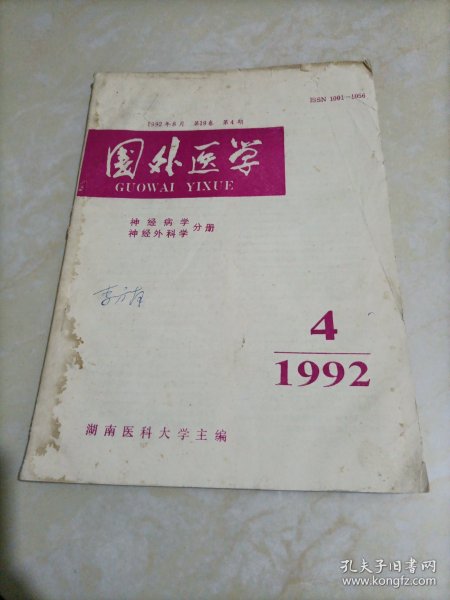 ISSN 1001-1056
1992年8月 第19卷 第4期
国外医学
GUOWAI YIXUE
神经病学
神经外科学 分册
4
1992
湖南医科大学主编
孔夫子旧书网
www.kongfz.com